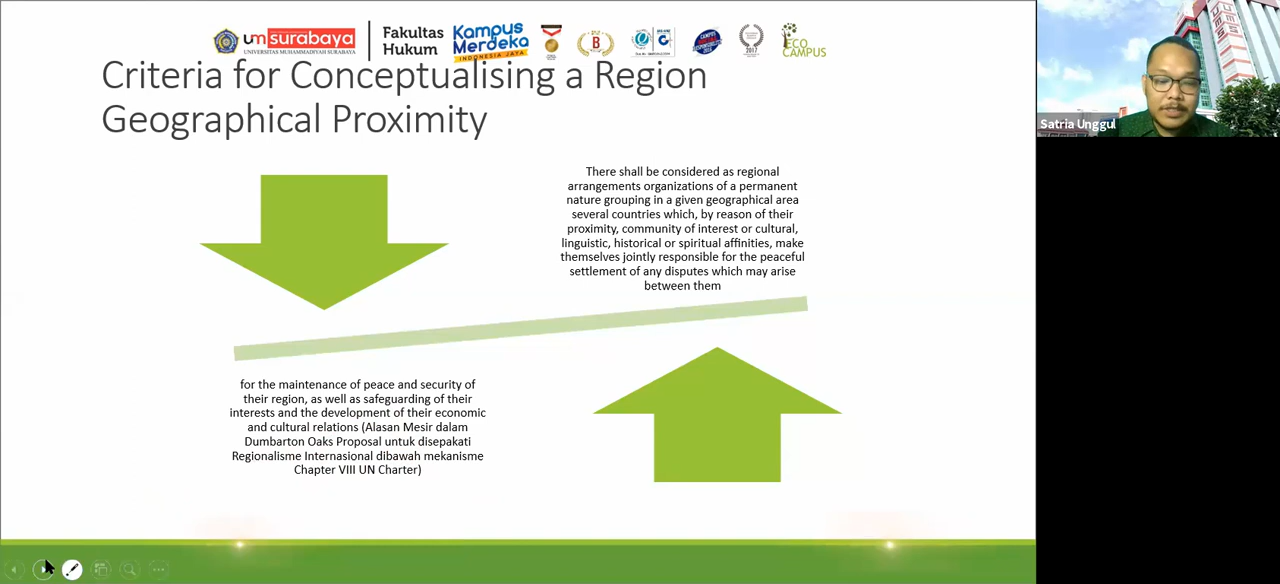 um surabaya
UNIVERSITAS MUHAMMADIYAH SURABAYA
Fakultas
Hukum
Kampus
Merdeka
INDONESIA JAYA
B
2017
ECO
CAMPUS
Criteria for Conceptualising a Region
Geographical Proximity
Satria Unggul
There shall be considered as regional
arrangements organizations of a permanent
nature grouping in a given geographical area
several countries which, by reason of their
proximity, community of interest or cultural,
linguistic, historical or spiritual affinities, make
themselves jointly responsible for the peaceful
settlement of any disputes which may arise
between them
for the maintenance of peace and security of
their region, as well as safeguarding of their
interests and the development of their economic
and cultural relations (Alasan Mesir dalam
Dumbarton Oaks Proposal untuk disepakati
Regionalisme Internasional dibawah mekanisme
Chapter VIII UN Charter)